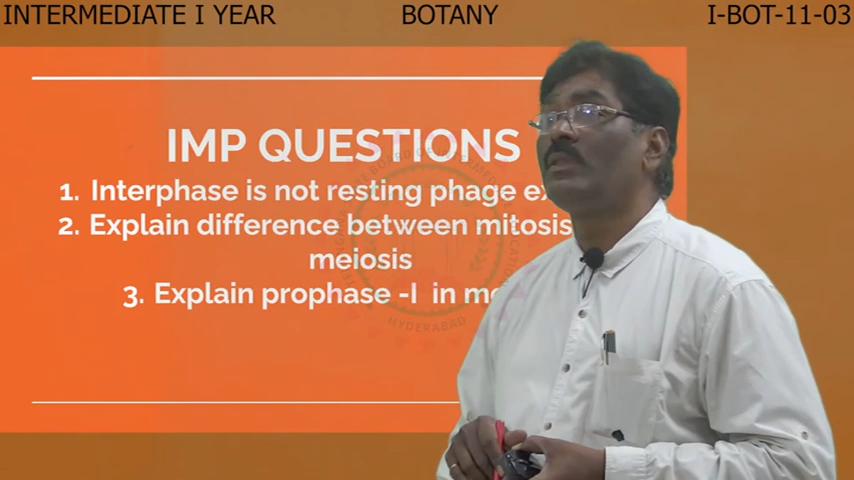 INTERMEDIATE I YEAR BOTANY I-BOT-11-03
IMP QUESTIONS
1. Interphase is not resting phage
2. Explain difference between mitosis
meiosis
3. Explain prophase -I in
HYDERABAD